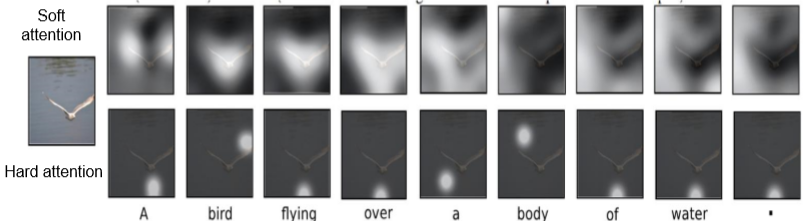 Soft
attention
Hard attention
A bird flying over a body of water .